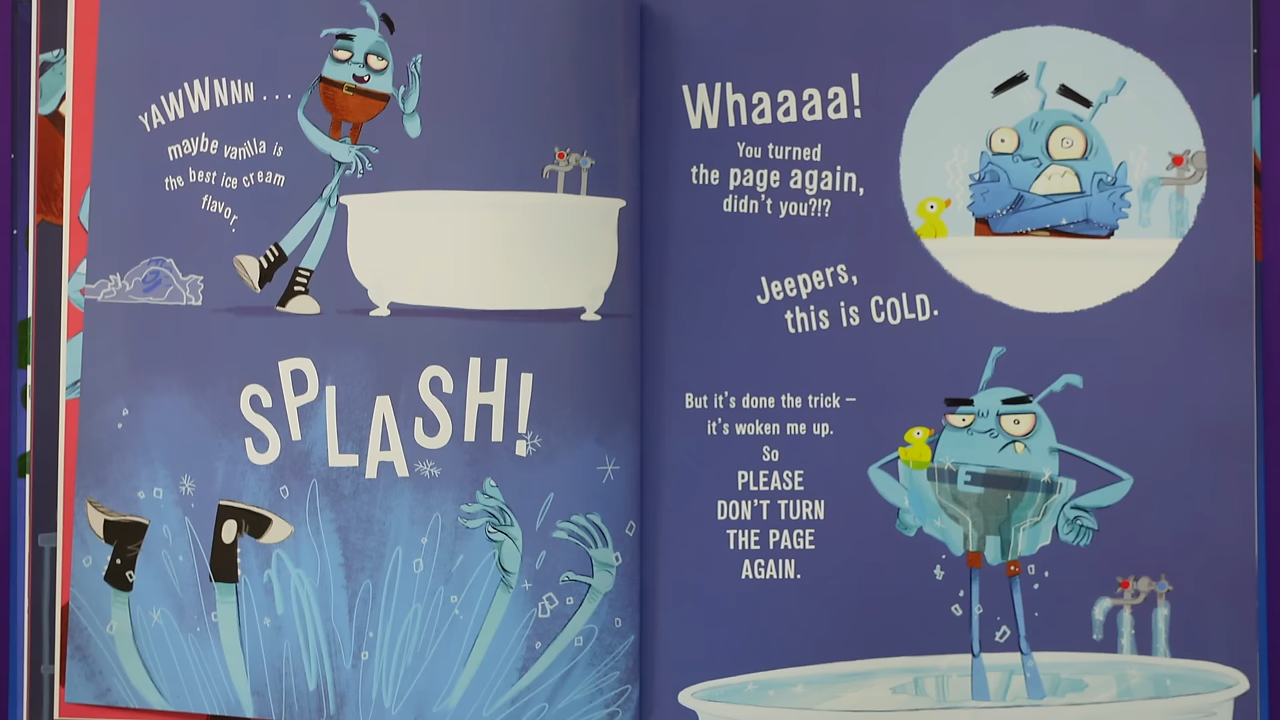 YAWWNNN...
maybe vanilla is
the best ice cream
flavor.
SPLASH!
Whaaaa!
You turned
the page again,
didn't you?!?
Jeepers,
this is COLD.
But it's done the trick –
it's woken me up.
So
PLEASE
DON'T TURN
THE PAGE
AGAIN.